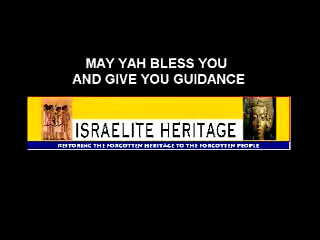 MAY YAH BLESS YOU
AND GIVE YOU GUIDANCE
ISRAELITE HERITAGE
RESTORING THE FORGOTTEN HERITAGE TO THE FORGOTTEN PEOPLE